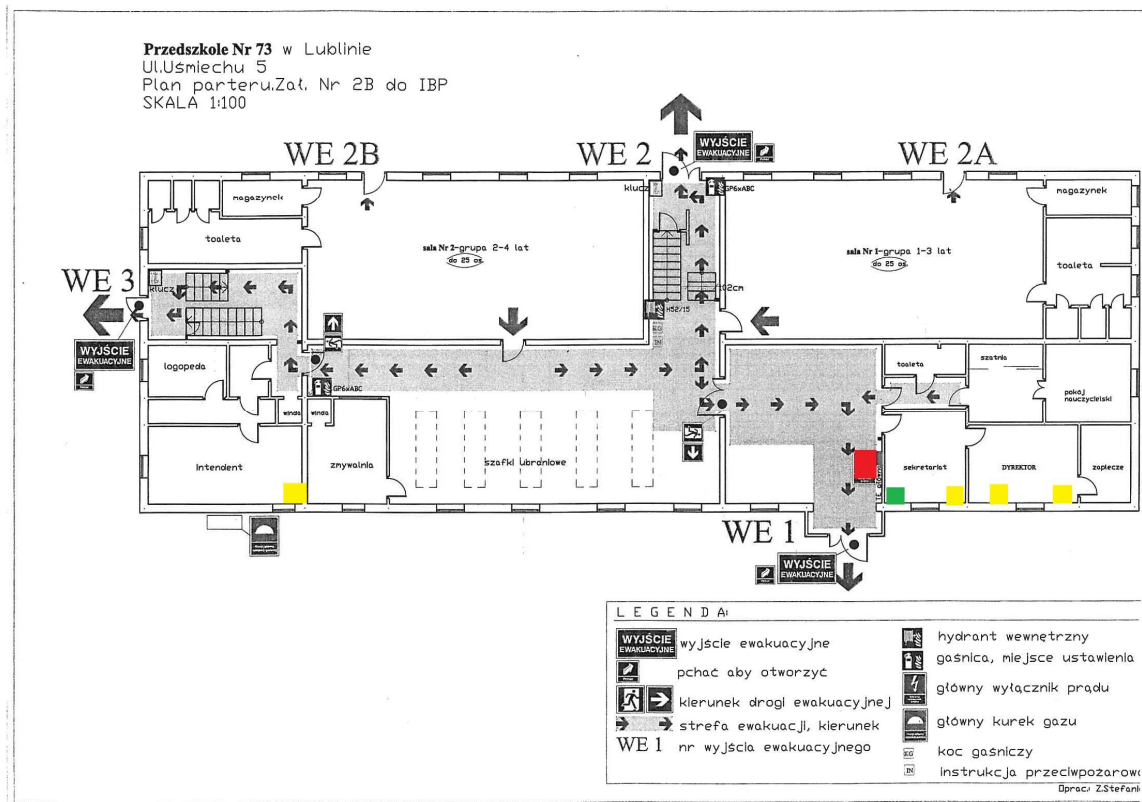 Przedszkole Nr 73 w Lublinie
Ul.Uśmiechu 5
Plan parteru.Zał. Nr 2B do IBP
SKALA 1:100
WYJŚCIE
EWAKUACYJNE
WE 2B
WE 2
WE 2A
klucz
GP6xABC
magazynek
magazynek
toaleta
sala Nr 2-grupa 2-4 lat
do 25 os.
sala Nr 1-grupa 1-3 lat
do 25 os.
toaleta
WE 3
klucz
H52/15
KG
IN
WYJŚCIE
EWAKUACYJNE
logopeda
GP6xABC
toaleta
szatnia
pokój
nauczycielski
winda
winda
Intendent
zmywalnia
szafki ubraniowe
sekretariat
DYREKTOR
zaplecze
WE 1
WYJŚCIE
EWAKUACYJNE
LEGENDA:
WYJŚCIE
EWAKUACYJNE
wyjście ewakuacyjne
pchać aby otworzyć
kierunek drogi ewakuacyjnej
strefa ewakuacji, kierunek
WE 1 nr wyjścia ewakuacyjnego
hydrant wewnętrzny
gaśnica, miejsce ustawienia
główny wyłącznik prądu
główny kurek gazu
KG koc gaśniczy
IN instrukcja przeciwpożarowa
Oprac.: Z.Stefani